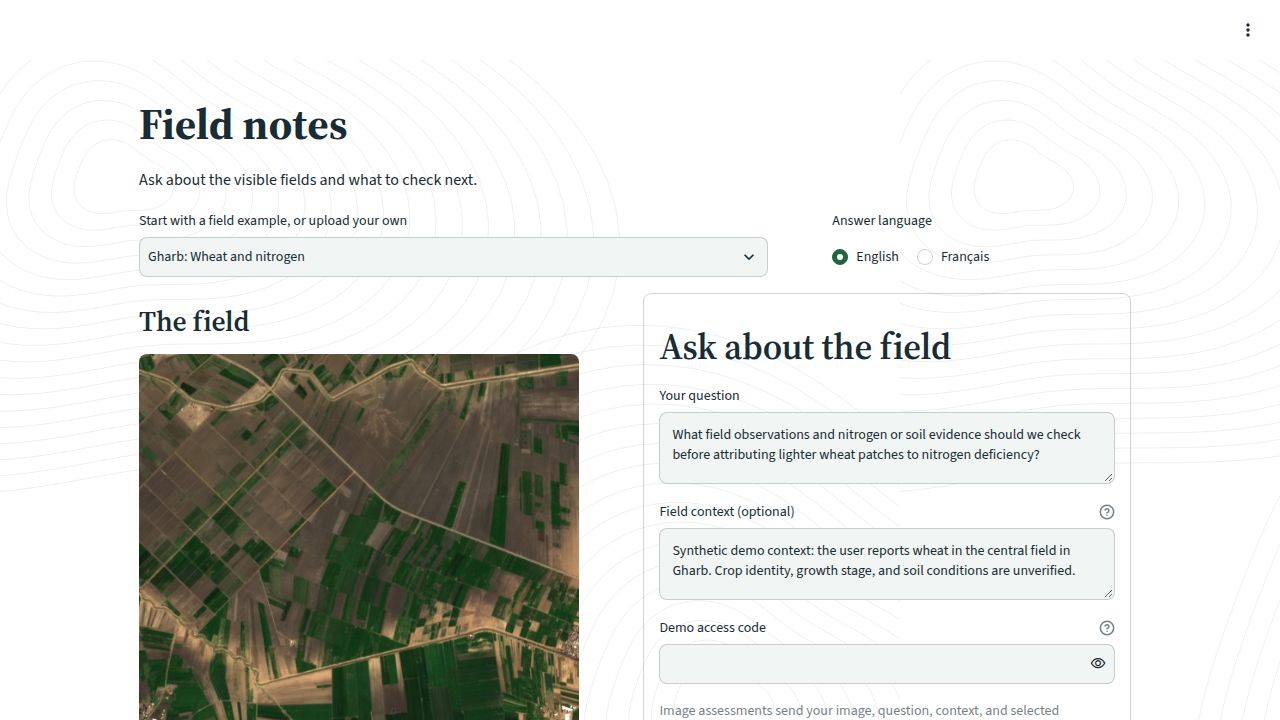 Field notes
Ask about the visible fields and what to check next.
Start with a field example, or upload your own
Gharb: Wheat and nitrogen
Answer language
English
Français
The field
Ask about the field
Your question
What field observations and nitrogen or soil evidence should we check
before attributing lighter wheat patches to nitrogen deficiency?
Field context (optional)
Synthetic demo context: the user reports wheat in the central field in
Gharb. Crop identity, growth stage, and soil conditions are unverified.
Demo access code
Image assessments send your image, question, context, and selected